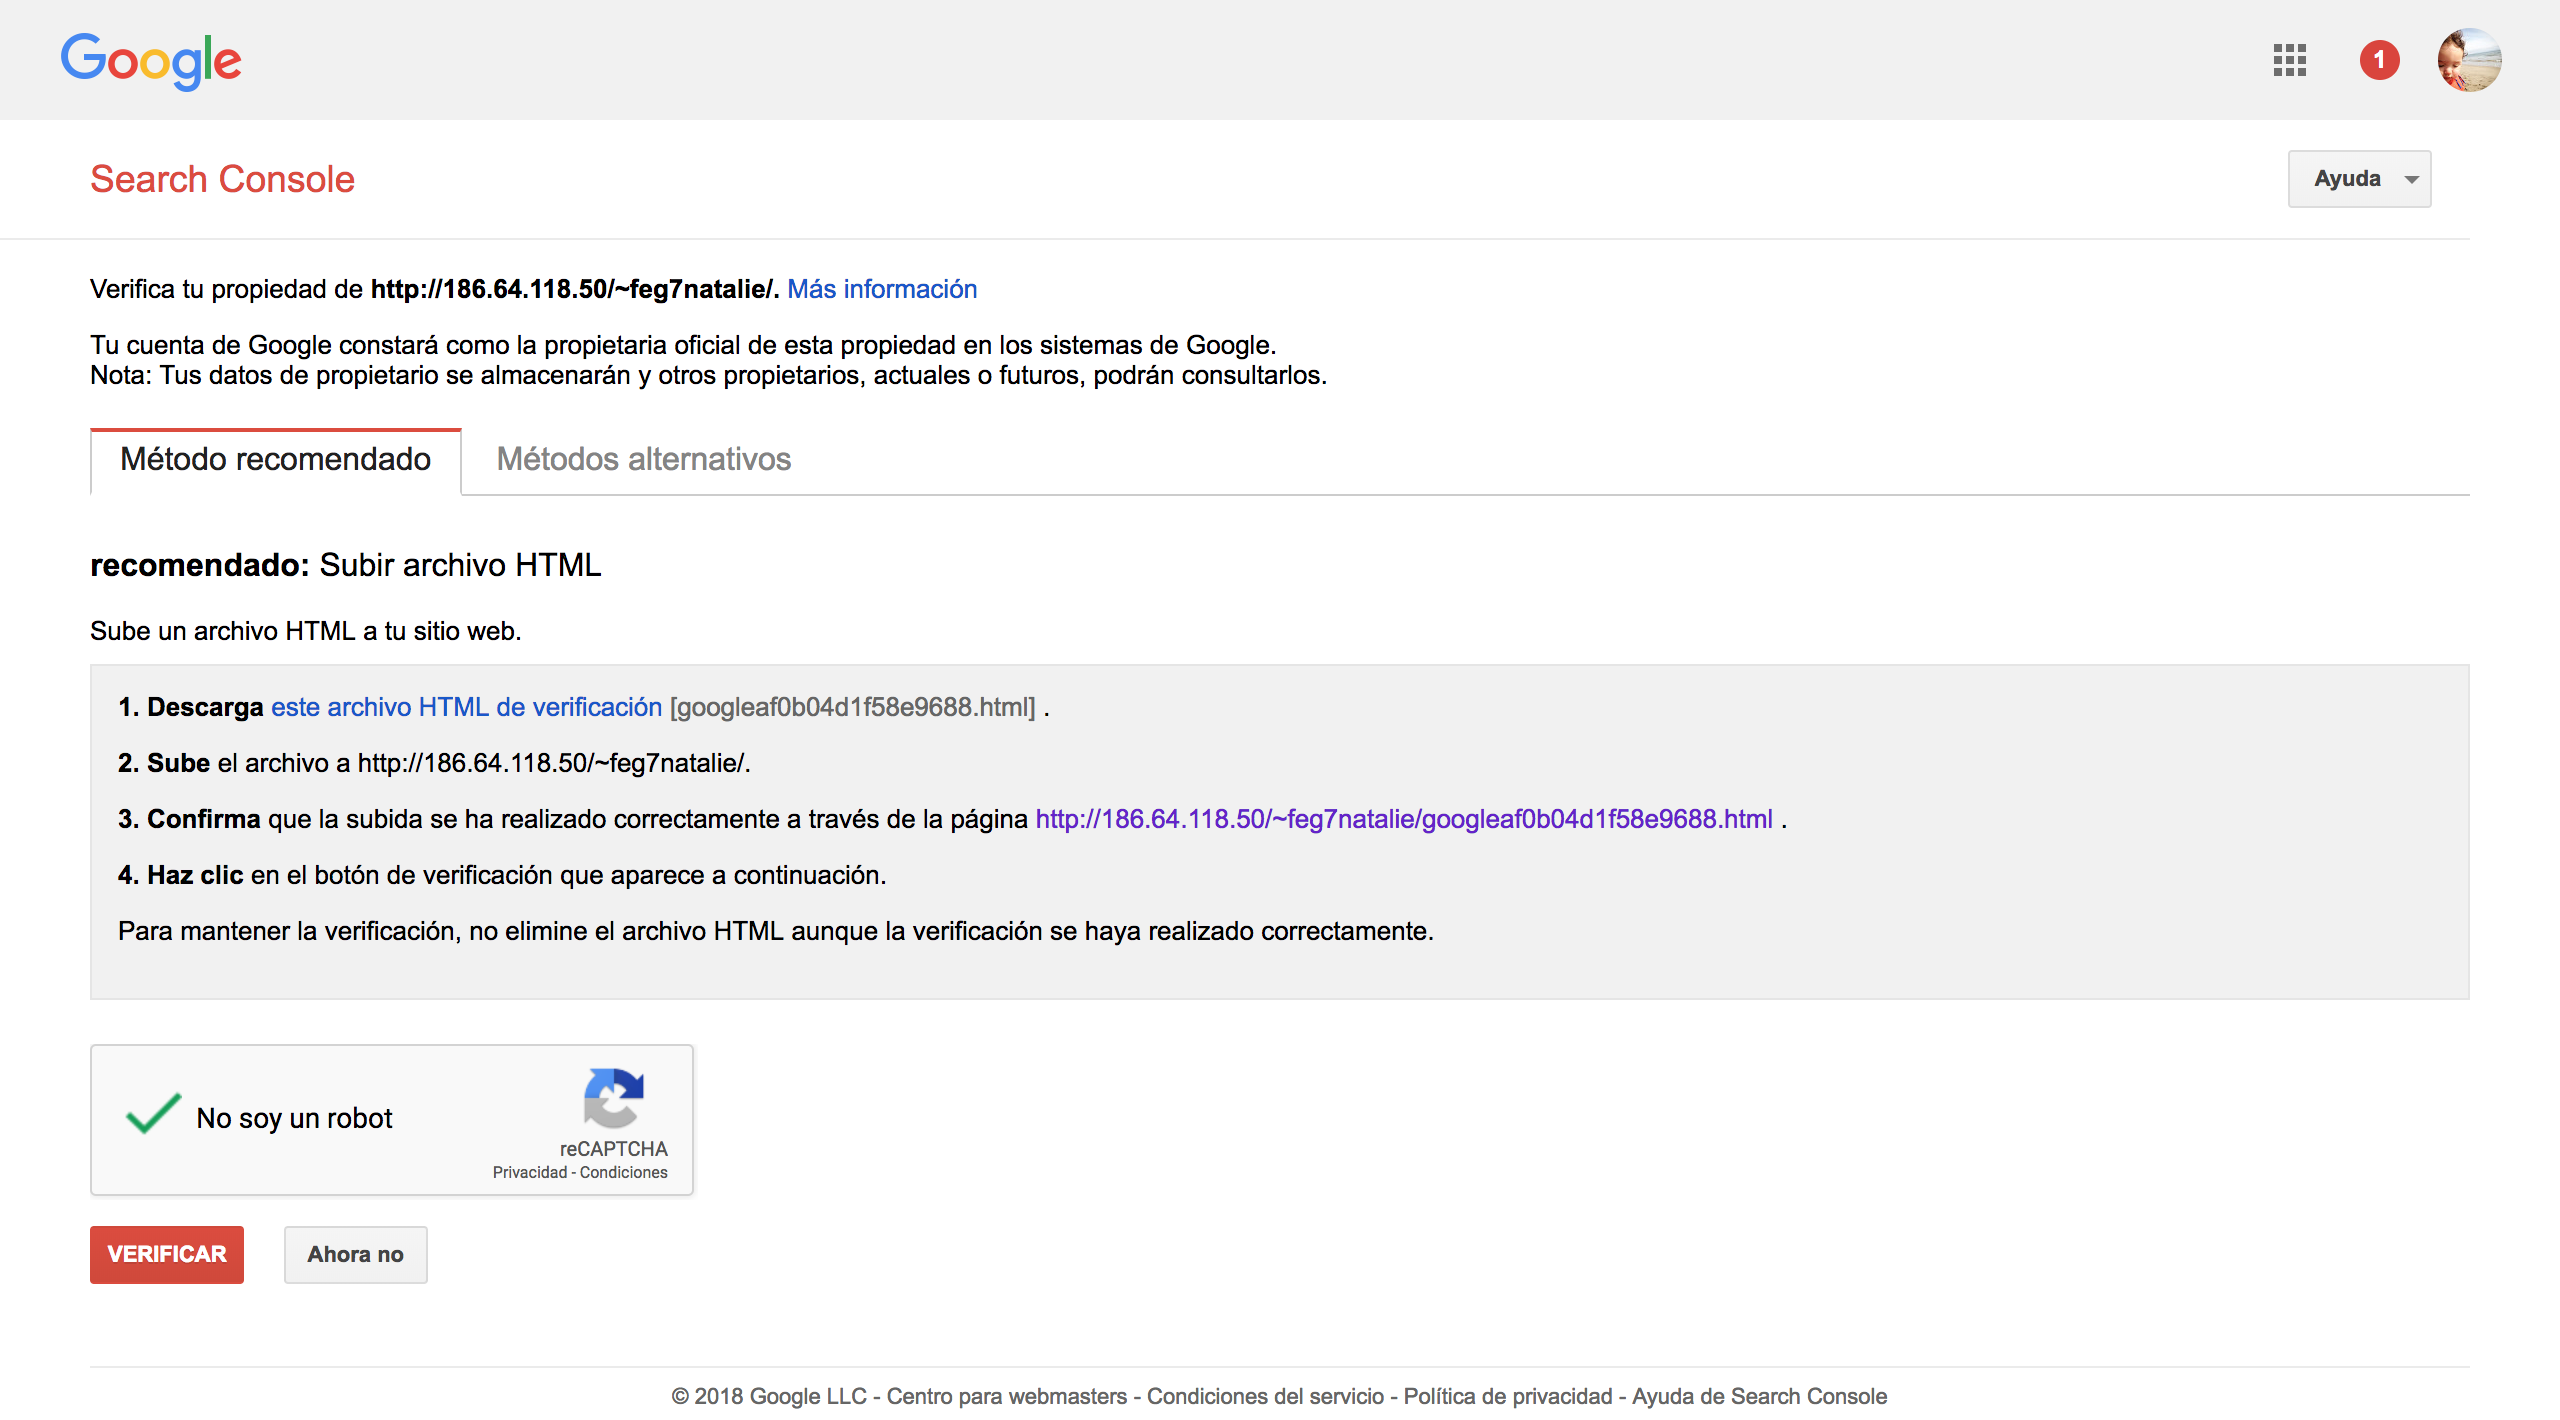 Google
1
Search Console
Ayuda
Verifica tu propiedad de http://186.64.118.50/~feg7natalie/. Más información
Tu cuenta de Google constará como la propietaria oficial de esta propiedad en los sistemas de Google.
Nota: Tus datos de propietario se almacenarán y otros propietarios, actuales o futuros, podrán consultarlos.
Método recomendado Métodos alternativos
recomendado: Subir archivo HTML
Sube un archivo HTML a tu sitio web.
1. Descarga este archivo HTML de verificación [googleaf0b04d1f58e9688.html] .
2. Sube el archivo a http://186.64.118.50/~feg7natalie/.
3. Confirma que la subida se ha realizado correctamente a través de la página http://186.64.118.50/~feg7natalie/googleaf0b04d1f58e9688.html .
4. Haz clic en el botón de verificación que aparece a continuación.
Para mantener la verificación, no elimine el archivo HTML aunque la verificación se haya realizado correctamente.
No soy un robot
reCAPTCHA
Privacidad - Condiciones
VERIFICAR Ahora no
© 2018 Google LLC - Centro para webmasters - Condiciones del servicio - Política de privacidad - Ayuda de Search Console